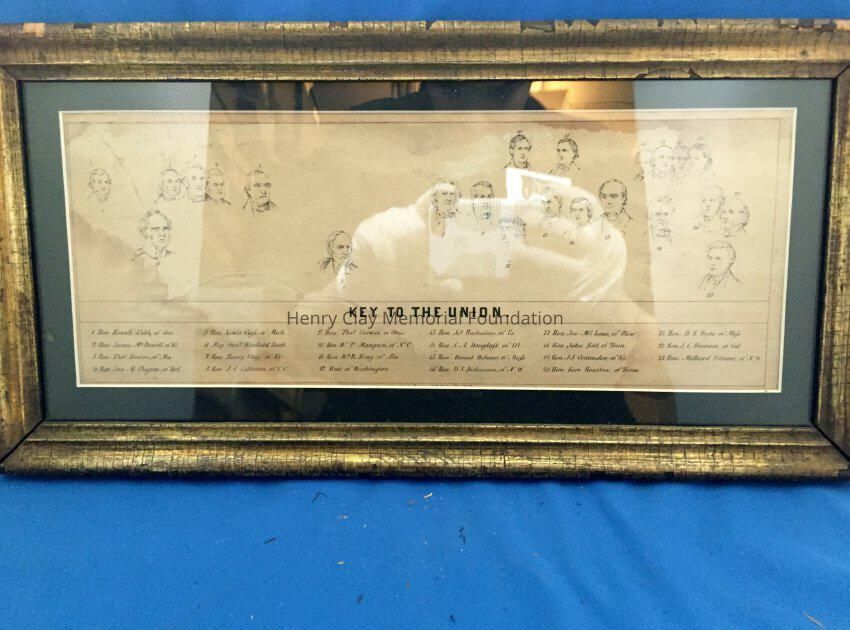 KEY TO THE UNION.
Henry Clay Memorial Foundation
1 Hon. Howell Cobb, of Geo.
2 Hon. James McDowell, of Va.
3 Hon. Thos. Benton, of Mo.
4 Hon. Jno. M. Clayton, of Del.
5 Hon. Lewis Cass, of Mich.
6 Maj. Genl. Winfield Scott
7 Hon. Henry Clay, of Ky.
8 Hon. J. C. Calhoun, of S. C.
9 Hon. Thos. Corwin, of Ohio.
10 Hon. W. P. Mangum, of N. C.
11 Hon. Wm. R. King, of Ala.
12 Bust of Washington
13 Hon. Jas. Buchanan, of Pa.
14 Hon. S. A. Douglass, of Ill.
15 Hon. Daniel Webster, of Mass.
16 Hon. D. S. Dickinson, of N. Y.
17 Hon. Jno. Mc. Lean, of Ohio
18 Hon. John Bell, of Tenn.
19 Hon. J. J. Crittenden, of Ky.
20 Hon. Sam Houston, of Texas.
21 Hon. H. S. Foote, of Miss.
22 Hon. J. C. Fremont, of Cal.
23 Hon. Millard Fillmore, of N. Y.